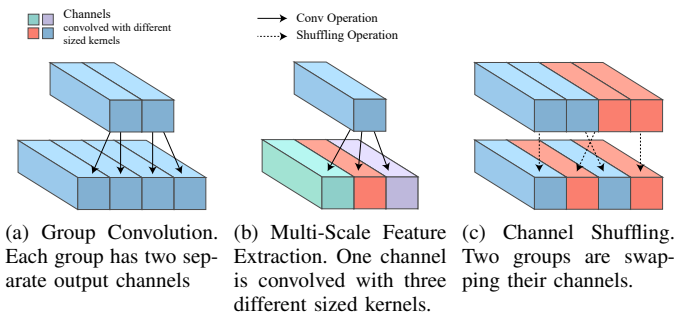 Channels
convolved with different
sized kernels
Conv Operation
Shuffling Operation
(a) Group Convolution.
Each group has two sep-
arate output channels
(b) Multi-Scale Feature
Extraction. One channel
is convolved with three
different sized kernels.
(c) Channel Shuffling.
Two groups are swap-
ping their channels.